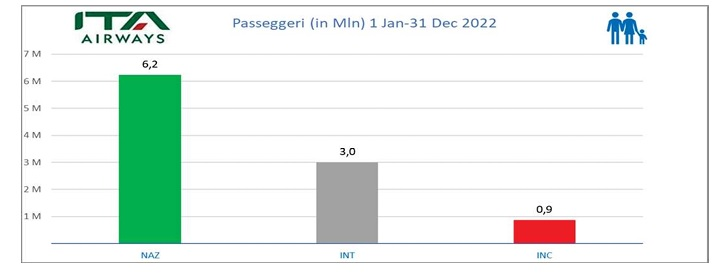 ITA
AIRWAYS
Passeggeri (in Mln) 1 Jan-31 Dec 2022
7 M
6 M
5 M
4 M
3 M
2 M
1 M
6,2
3,0
0,9
NAZ
INT
INC